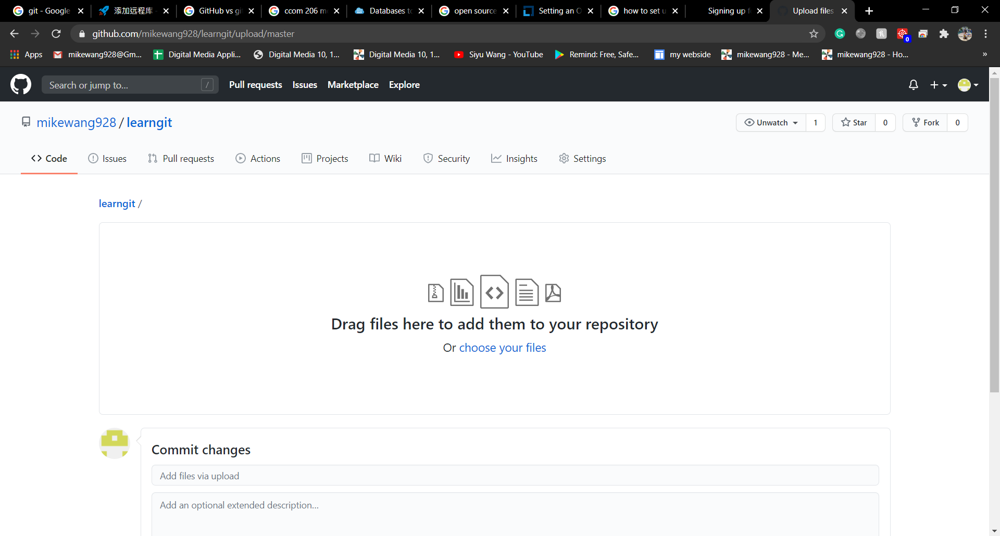 git - Google
添加远程库 -
GitHub vs gi
ccom 206 m
Databases to
open source
Setting an O
how to set u
Signing up f
Upload files
github.com/mikewang928/learngit/upload/master
0
Apps
mikewang928@Gm...
Digital Media Appli...
Digital Media 10, 1...
Digital Media 10, 1...
Siyu Wang - YouTube
Remind: Free, Safe...
my webside
mikewang928 - Me...
mikewang928 - Ho...
»
Search or jump to...
/
Pull requests
Issues
Marketplace
Explore
mikewang928 / learngit
Unwatch
1
Star
0
Fork
0
Code
Issues
Pull requests
Actions
Projects
Wiki
Security
Insights
Settings
learngit /
Drag files here to add them to your repository
Or choose your files
Commit changes
Add files via upload
Add an optional extended description...